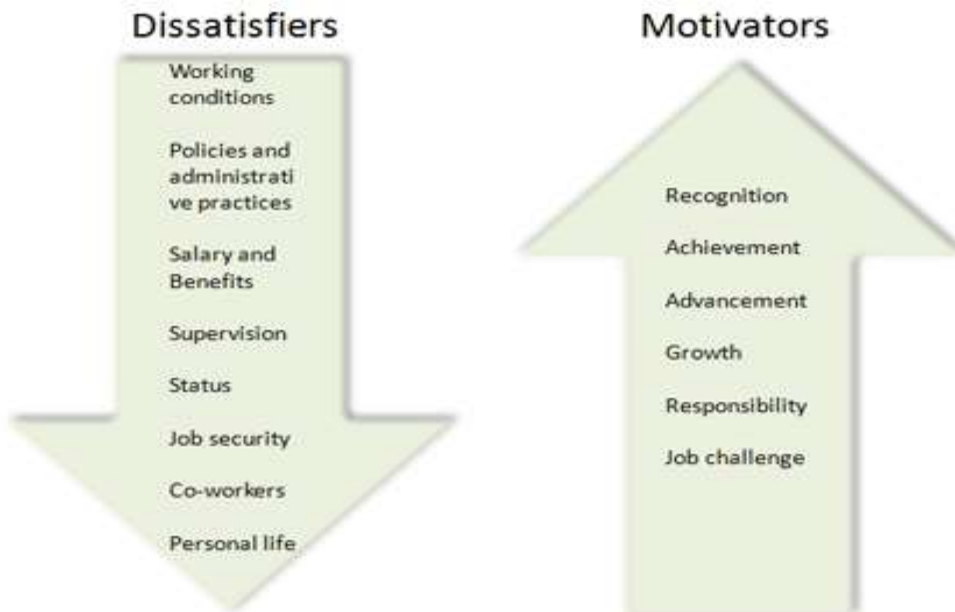 Dissatisfiers
Working
conditions
Policies and
administrati
ve practices
Salary and
Benefits
Supervision
Status
Job security
Co-workers
Personal life
Motivators
Recognition
Achievement
Advancement
Growth
Responsibility
Job challenge